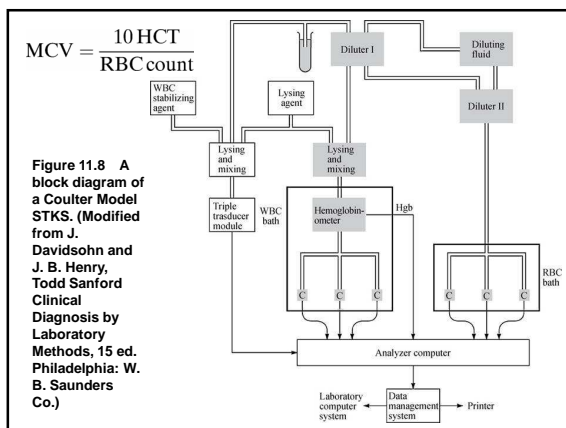 MCV = 10 HCT / RBC count
Figure 11.8 A
block diagram of
a Coulter Model
STKS. (Modified
from J.
Davidsohn and
J. B. Henry,
Todd Sanford
Clinical
Diagnosis by
Laboratory
Methods, 15 ed.
Philadelphia: W.
B. Saunders
Co.)
WBC
stabilizing
agent
Lysing
agent
Diluter I
Diluting
fluid
Diluter II
Lysing
and
mixing
Lysing
and
mixing
Triple
trasducer
module
WBC
bath
Hemoglobin-
ometer
Hgb
C C C
C C C
RBC
bath
Analyzer computer
Laboratory
computer
system
Data
management
system
Printer